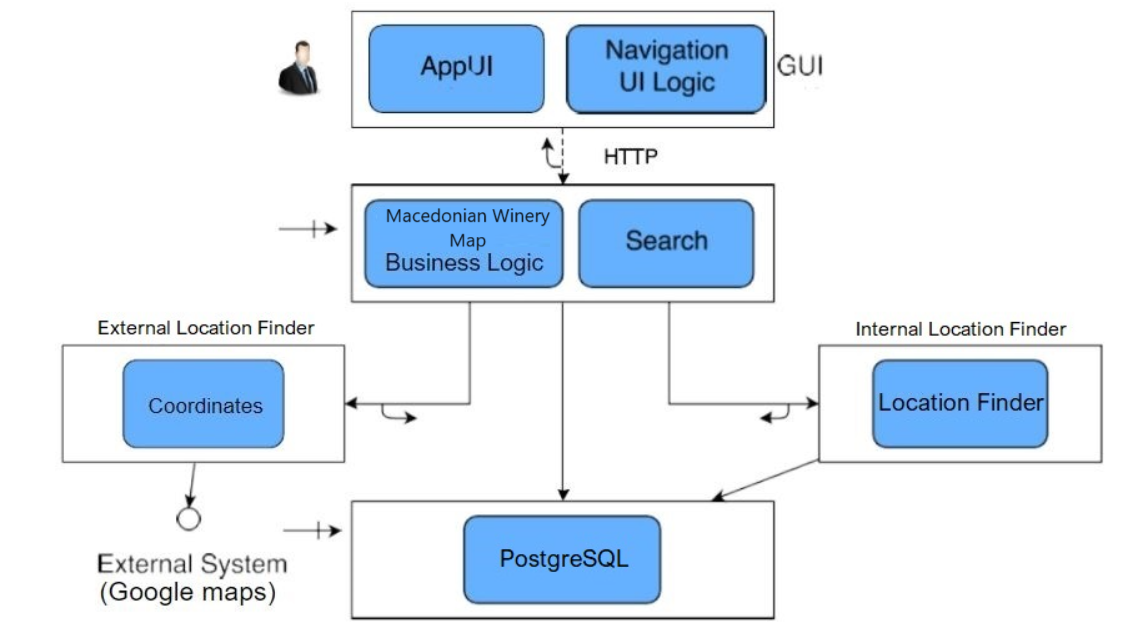 AppUI
Navigation
UI Logic
GUI
HTTP
Macedonian Winery
Map
Business Logic
Search
External Location Finder
Internal Location Finder
Coordinates
Location Finder
External System
(Google maps)
PostgreSQL